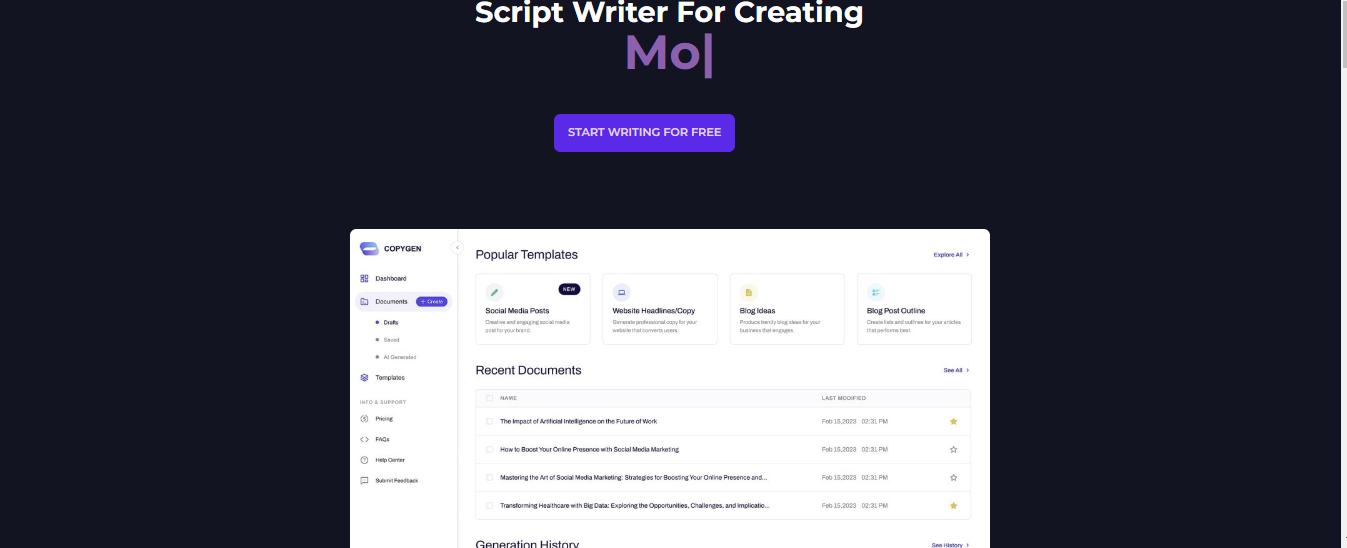 Script Writer For Creating
Mo|
START WRITING FOR FREE
COPYGEN
Dashboard
Documents
+ Create
Drafts
Saved
AI Generated
Templates
INFO & SUPPORT
Pricing
FAQs
Help Center
Submit Feedback
Popular Templates
Explore All >
NEW
Social Media Posts
Creative and engaging social media
post for your brand.
Website Headlines/Copy
Generate professional copy for your
website that converts users.
Blog Ideas
Produce trendy blog ideas for your
business that engages.
Blog Post Outline
Create lists and outlines for your articles
that performs best.
Recent Documents
See All >
NAME LAST MODIFIED
The Impact of Artificial Intelligence on the Future of Work Feb 15,2023 02:31 PM
How to Boost Your Online Presence with Social Media Marketing Feb 15,2023 02:31 PM
Mastering the Art of Social Media Marketing: Strategies for Boosting Your Online Presence and... Feb 15,2023 02:31 PM
Transforming Healthcare with Big Data: Exploring the Opportunities, Challenges, and Implicatio... Feb 15,2023 02:31 PM
Generation History
See History >